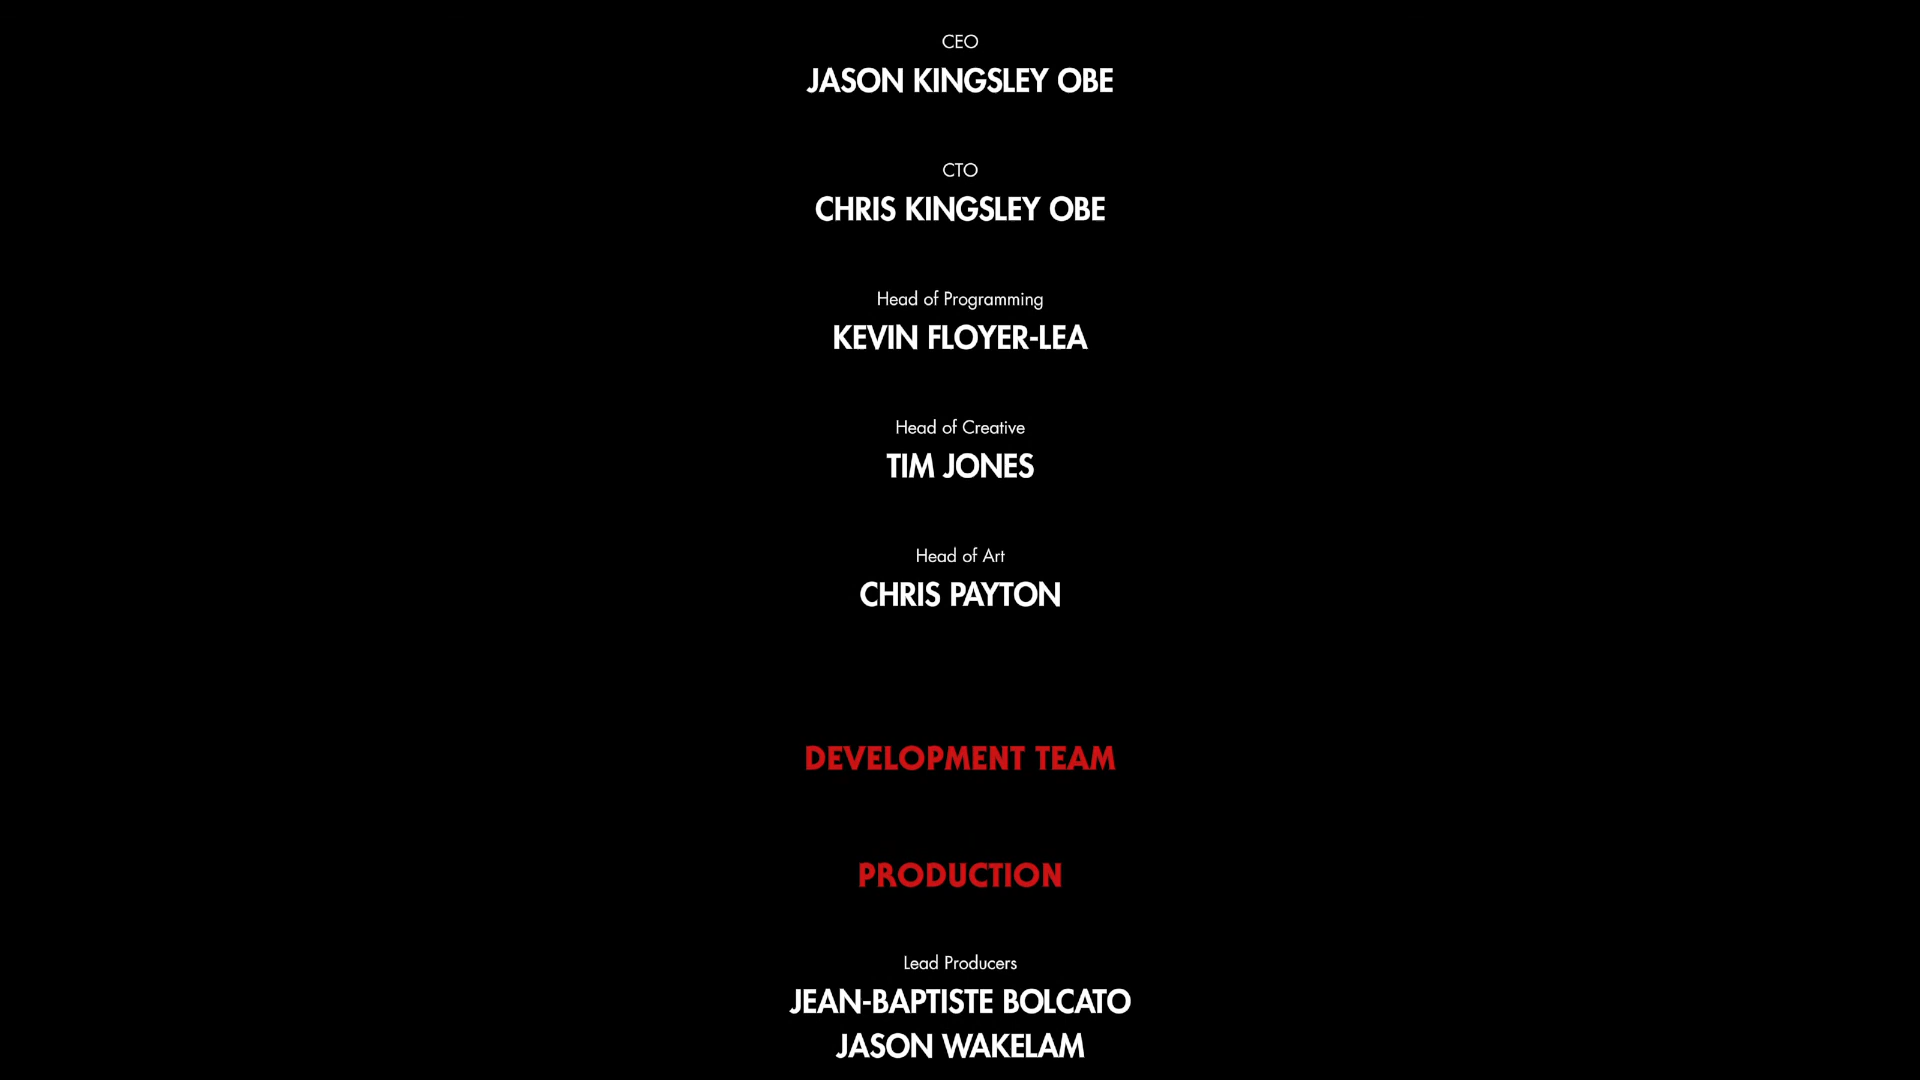 CEO
JASON KINGSLEY OBE
CTO
CHRIS KINGSLEY OBE
Head of Programming
KEVIN FLOYER-LEA
Head of Creative
TIM JONES
Head of Art
CHRIS PAYTON
DEVELOPMENT TEAM
PRODUCTION
Lead Producers
JEAN-BAPTISTE BOLCATO
JASON WAKELAM